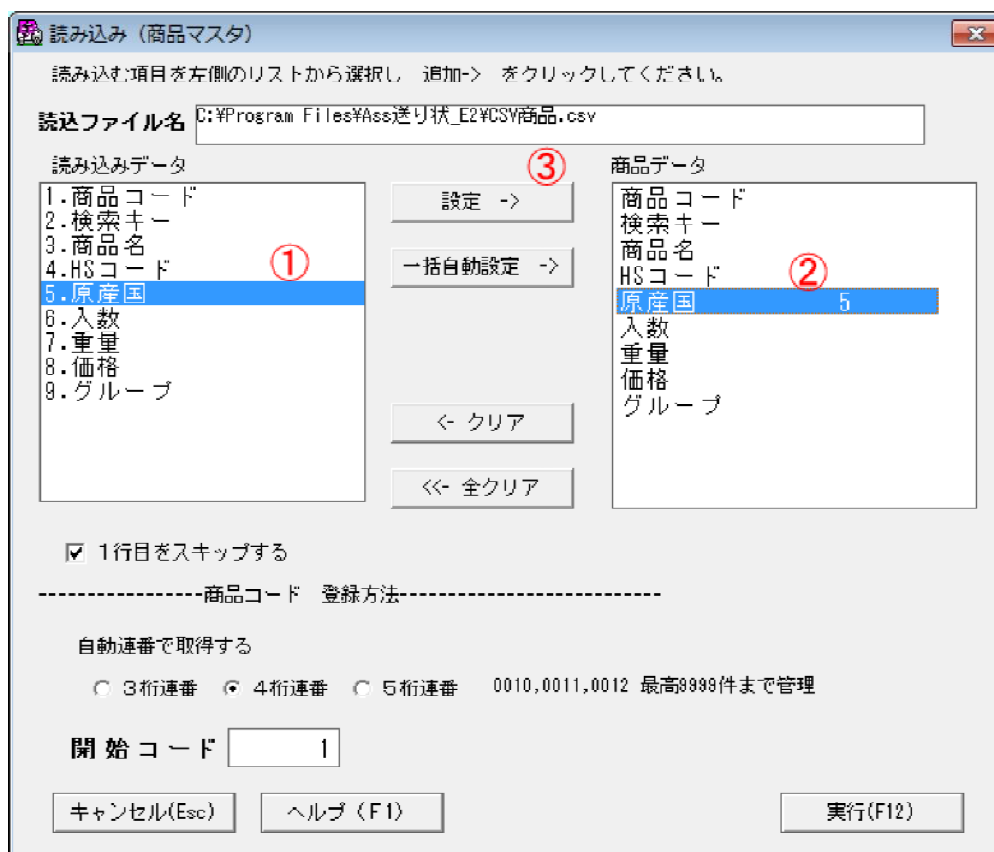 読み込み（商品マスタ）
読み込む項目を左側のリストから選択し　追加-> をクリックしてください。
読込ファイル名 C:¥Program Files¥Ass送り状_E2¥CSV商品.csv
読み込みデータ
③
商品データ
1.商品コード
2.検索キー
3.商品名
4.HSコード
5.原産国
6.入数
7.重量
8.価格
9.グループ
①
設定 ->
一括自動設定 ->
<- クリア
<<- 全クリア
商品コード
検索キー
商品名
HSコード
原産国 5
入数
重量
価格
グループ
②
1行目をスキップする
-----------------商品コード　登録方法---------------------------
自動連番で取得する
３桁連番 ４桁連番 ５桁連番 0010,0011,0012 最高9999件まで管理
開始コード 1
キャンセル(Esc) ヘルプ（F1） 実行(F12)